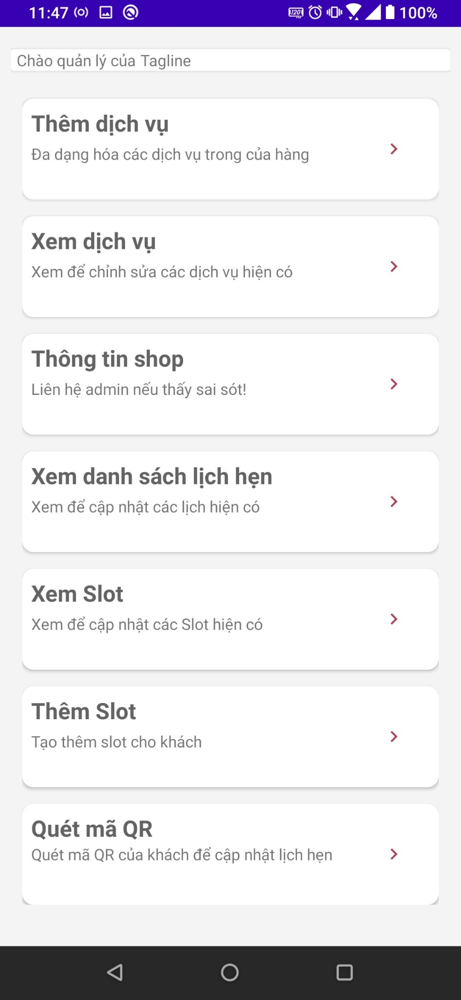 11:47
120
Hz
100%
Chào quản lý của Tagline
Thêm dịch vụ
Đa dạng hóa các dịch vụ trong của hàng
Xem dịch vụ
Xem để chỉnh sửa các dịch vụ hiện có
Thông tin shop
Liên hệ admin nếu thấy sai sót!
Xem danh sách lịch hẹn
Xem để cập nhật các lịch hiện có
Xem Slot
Xem để cập nhật các Slot hiện có
Thêm Slot
Tạo thêm slot cho khách
Quét mã QR
Quét mã QR của khách để cập nhật lịch hẹn